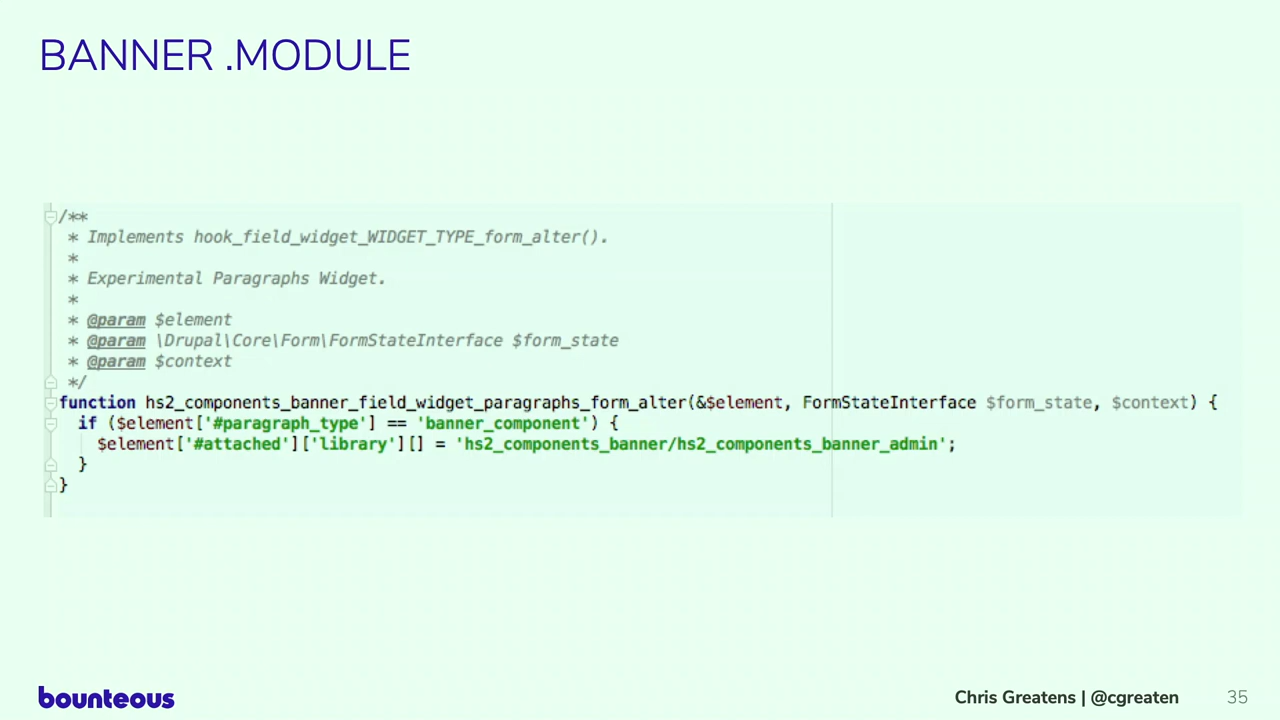 BANNER .MODULE
/**
 * Implements hook_field_widget_WIDGET_TYPE_form_alter().
 *
 * Experimental Paragraphs Widget.
 *
 * @param $element
 * @param \Drupal\Core\Form\FormStateInterface $form_state
 * @param $context
 */
function hs2_components_banner_field_widget_paragraphs_form_alter(&$element, FormStateInterface $form_state, $context) {
  if ($element['#paragraph_type'] == 'banner_component') {
    $element['#attached']['library'][] = 'hs2_components_banner/hs2_components_banner_admin';
  }
}
bounteous
Chris Greatens | @cgreaten
35